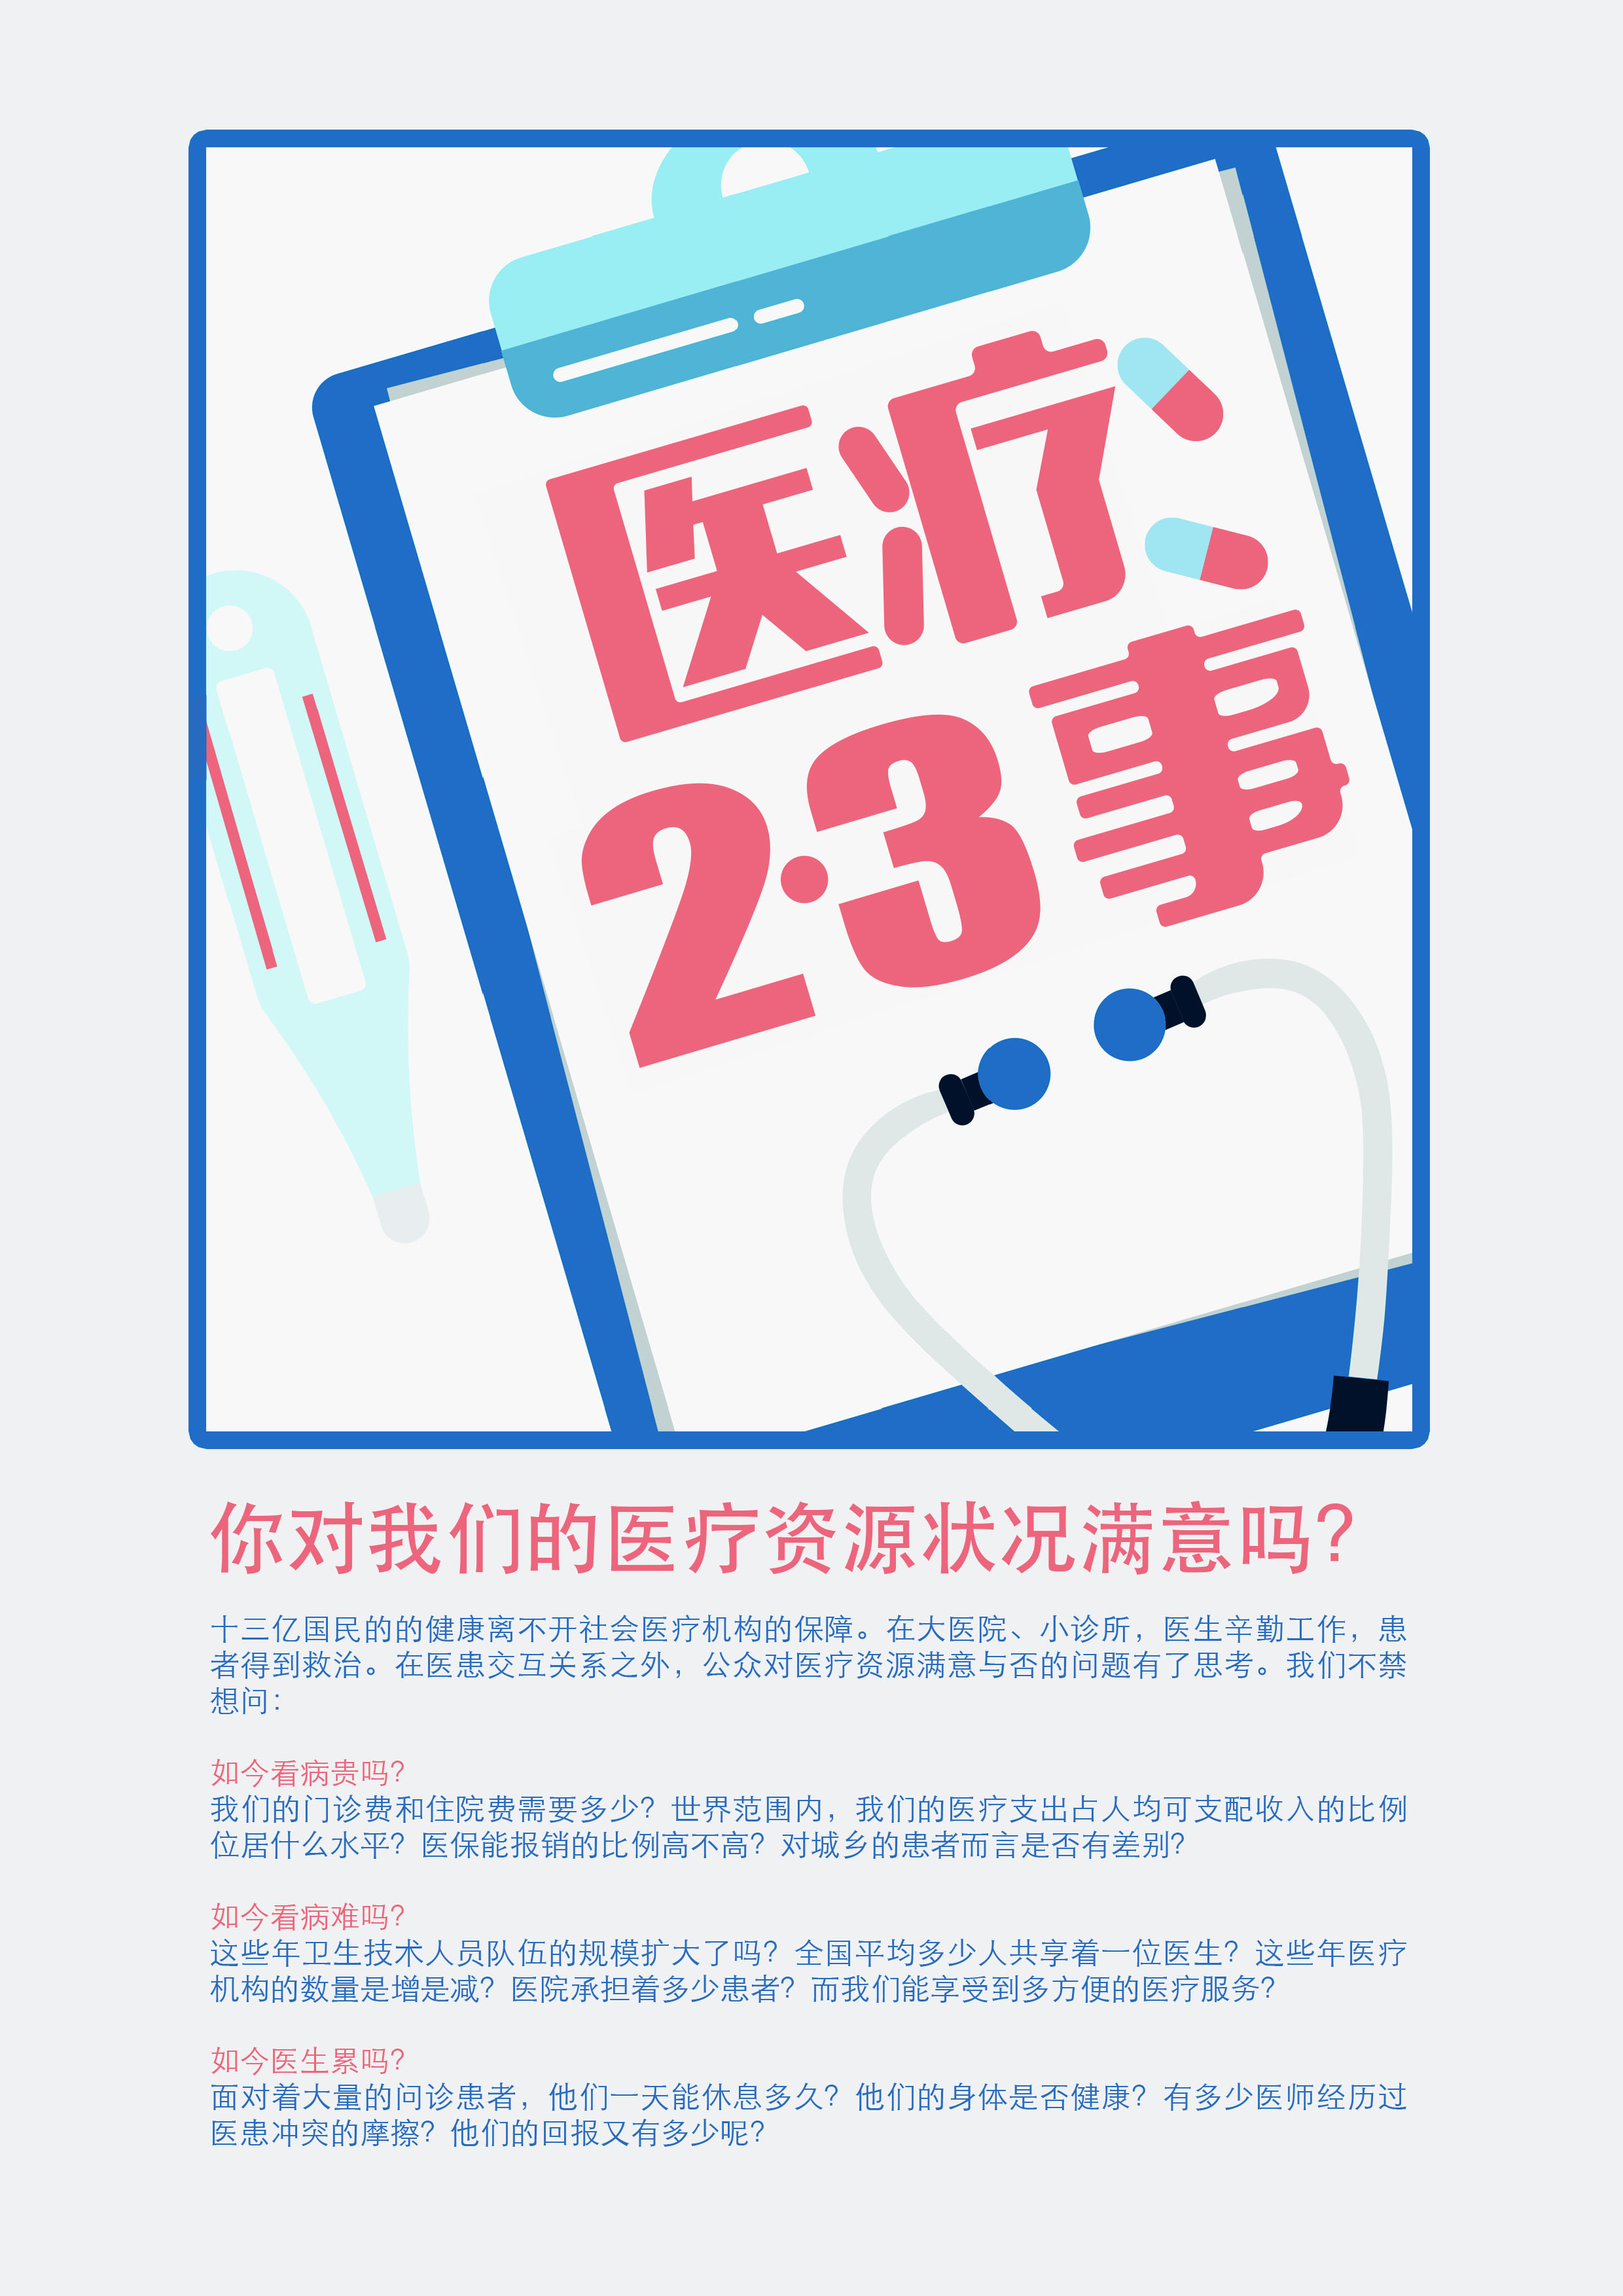 医疗
2·3事
你对我们的医疗资源状况满意吗？
十三亿国民的的健康离不开社会医疗机构的保障。在大医院、小诊所，医生辛勤工作，患
者得到救治。在医患交互关系之外，公众对医疗资源满意与否的问题有了思考。我们不禁
想问：
如今看病贵吗？
我们的门诊费和住院费需要多少？世界范围内，我们的医疗支出占人均可支配收入的比例
位居什么水平？医保能报销的比例高不高？对城乡的患者而言是否有差别？
如今看病难吗？
这些年卫生技术人员队伍的规模扩大了吗？全国平均多少人共享着一位医生？这些年医疗
机构的数量是增是减？医院承担着多少患者？而我们能享受到多方便的医疗服务？
如今医生累吗？
面对着大量的问诊患者，他们一天能休息多久？他们的身体是否健康？有多少医师经历过
医患冲突的摩擦？他们的回报又有多少呢？